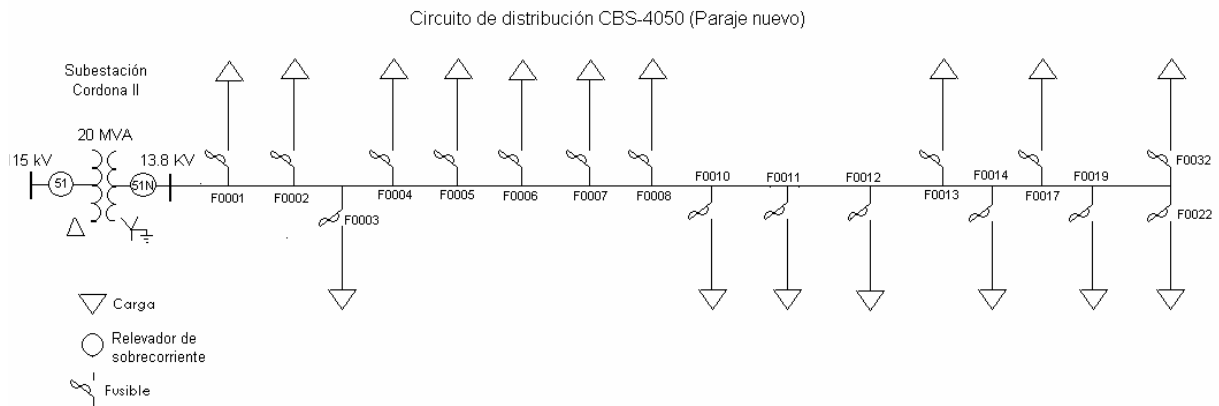 Circuito de distribución CBS-4050 (Paraje nuevo)
Subestación
Cordona II
20 MVA
115 kV
13.8 KV
51
51N
F0001
F0002
F0003
F0004
F0005
F0006
F0007
F0008
F0010
F0011
F0012
F0013
F0014
F0017
F0019
F0032
F0022
Carga
Relevador de
sobrecorriente
Fusible